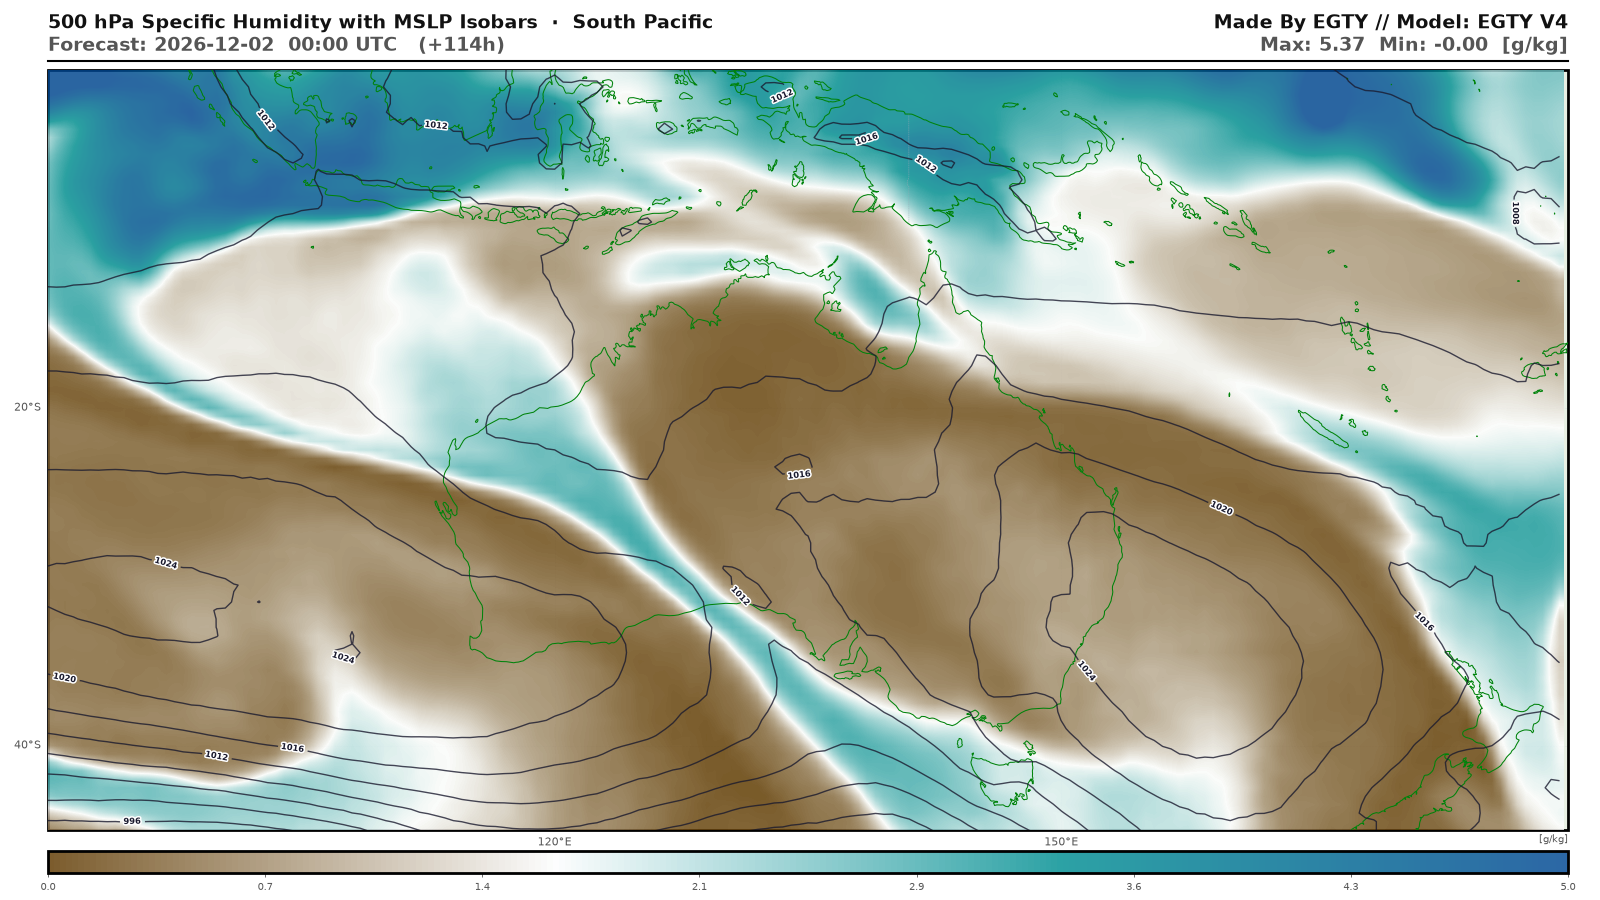 500 hPa Specific Humidity with MSLP Isobars · South Pacific
Made By EGTY // Model: EGTY V4
Forecast: 2026-12-02 00:00 UTC (+114h)
Max: 5.37 Min: -0.00 [g/kg]
1012
1012
1012
1016
1012
1008
20°S
1016
1020
1024
1012
1016
1024
1024
1020
40°S
1016
1012
996
120°E
150°E
[g/kg]
0.0
0.7
1.4
2.1
2.9
3.6
4.3
5.0